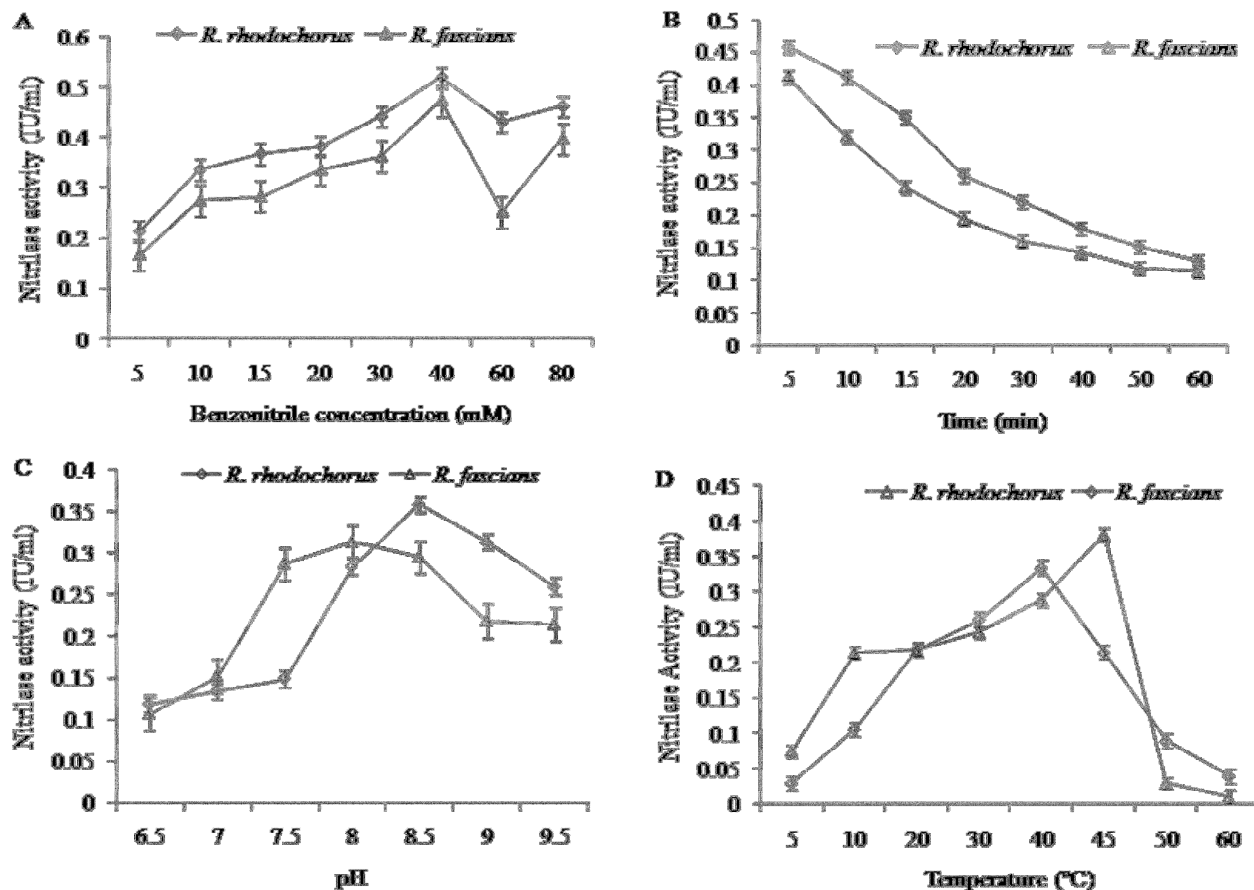 A
R. rhodochorus R. fascians
Nitrilase activity (IU/ml)
0.6
0.5
0.4
0.3
0.2
0.1
0
5 10 15 20 30 40 60 80
Benzonitrile concentration (mM)
B
R. rhodochorus R. fascians
Nitrilase activity (IU/ml)
0.5
0.45
0.4
0.35
0.3
0.25
0.2
0.15
0.1
0.05
0
5 10 15 20 30 40 50 60
Time (min)
C
R. rhodochorus R. fascians
Nitrilase activity (IU/ml)
0.4
0.35
0.3
0.25
0.2
0.15
0.1
0.05
0
6.5 7 7.5 8 8.5 9 9.5
pH
D
R. rhodochorus R. fascians
Nitrilase Activity (IU/ml)
0.45
0.4
0.35
0.3
0.25
0.2
0.15
0.1
0.05
0
5 10 20 30 40 45 50 60
Temperature (°C)